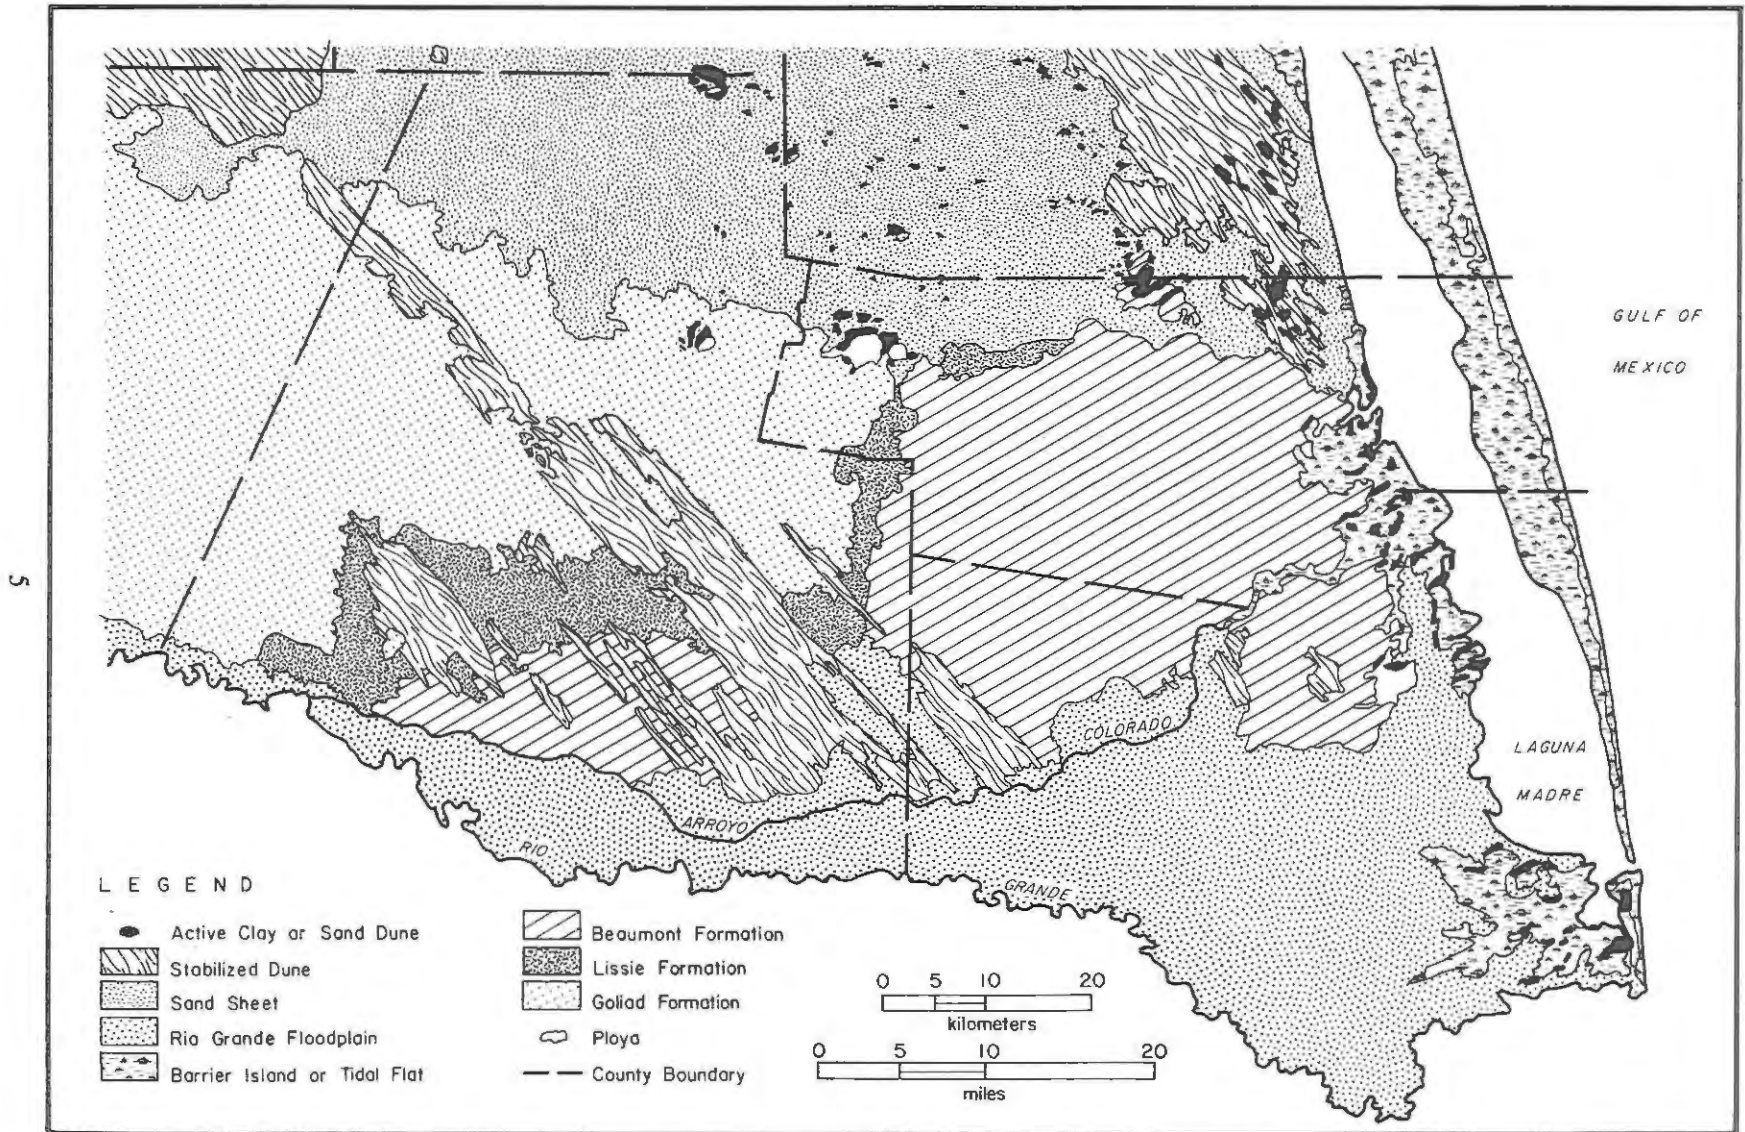 GULF OF
MEXICO
5
COLORADO
LAGUNA
MADRE
ARROYO
RIO
GRANDE
LEGEND
Active Clay or Sand Dune
Stabilized Dune
Sand Sheet
Rio Grande Floodplain
Barrier Island or Tidal Flat
Beaumont Formation
Lissie Formation
Goliad Formation
Ploya
County Boundary
0 5 10 20
kilometers
0 5 10 20
miles